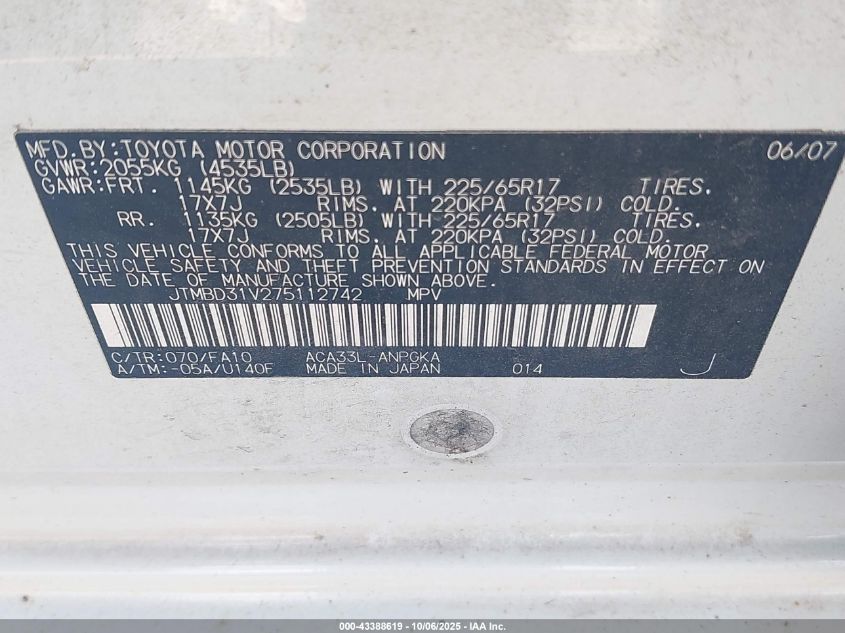 MFD.BY:TOYOTA MOTOR CORPORATION 06/07
GVWR:2055KG (4535LB)
GAWR:FRT. 1145KG (2535LB) WITH 225/65R17 TIRES.
17X7J RIMS. AT 220KPA (32PSI) COLD.
RR. 1135KG (2505LB) WITH 225/65R17 TIRES.
17X7J RIMS. AT 220KPA (32PSI) COLD.
THIS VEHICLE CONFORMS TO ALL APPLICABLE FEDERAL MOTOR
VEHICLE SAFETY AND THEFT PREVENTION STANDARDS IN EFFECT ON
THE DATE OF MANUFACTURE SHOWN ABOVE.
JTMBD31V275112742 MPV
C/TR:070/FA10 ACA33L-ANPGKA
A/TM:-05A/U140F MADE IN JAPAN 014 J
000-43388619 - 10/06/2025 - IAA Inc.